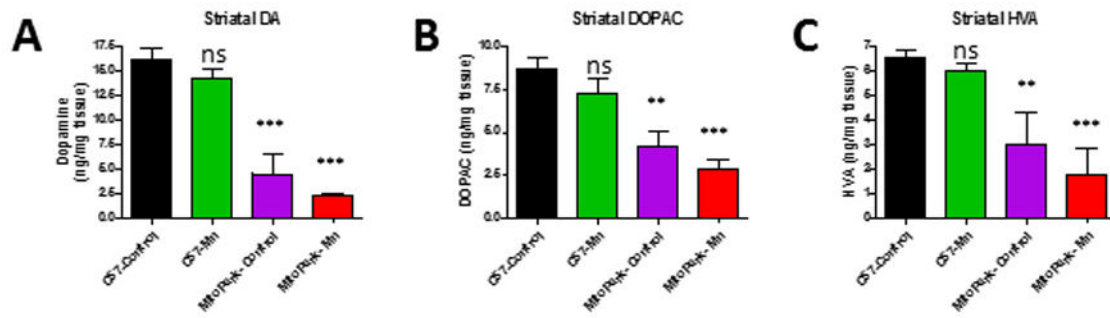 A
Striatal DA
Dopamine
(ng/mg tissue)
17.5
15.0
12.5
10.0
7.5
5.0
2.5
0.0
ns
***
***
C57-Control
C57-Mn
MitoPark- Control
MitoPark- Mn
B
Striatal DOPAC
DOPAC (ng/mg tissue)
10.0
7.5
5.0
2.5
0.0
ns
**
***
C57-Control
C57-Mn
MitoPark- Control
MitoPark- Mn
C
Striatal HVA
HVA (ng/mg tissue)
7
6
5
4
3
2
1
0
ns
**
***
C57-Control
C57-Mn
MitoPark- Control
MitoPark- Mn